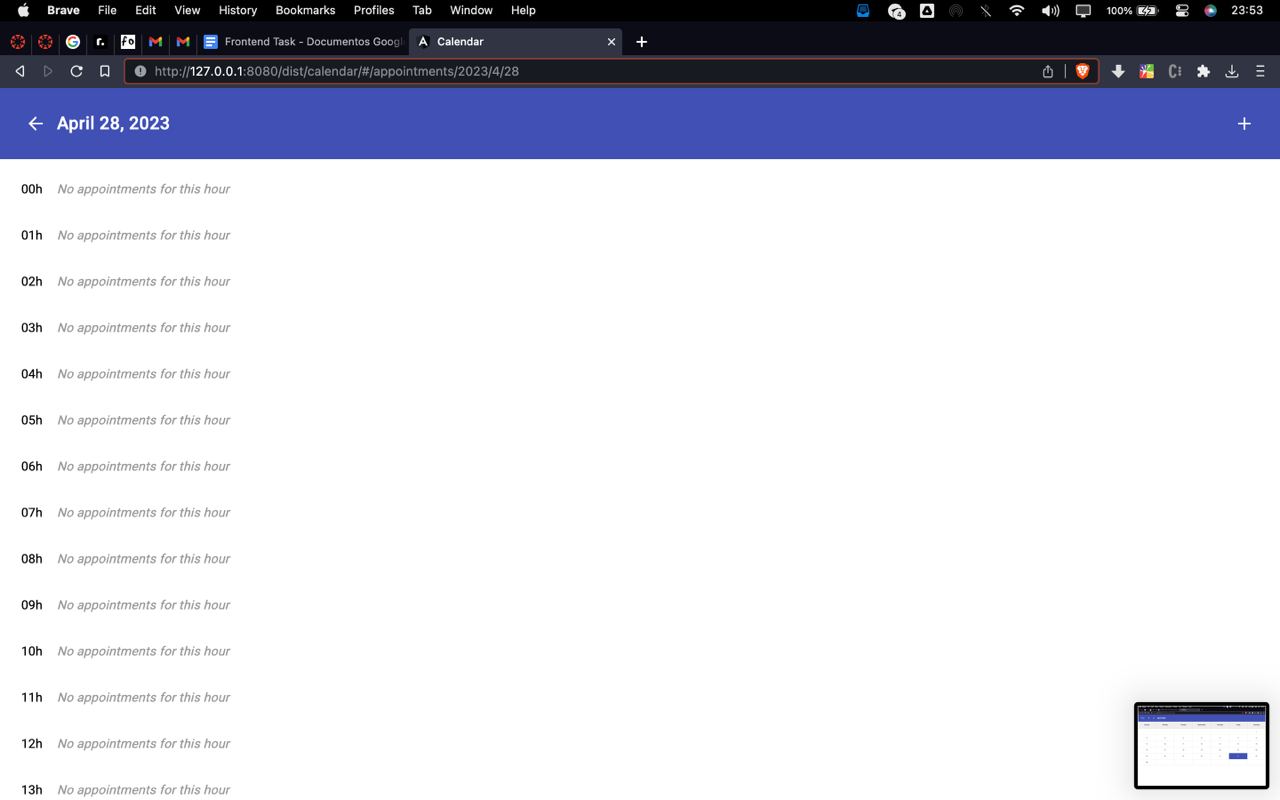 Brave File Edit View History Bookmarks Profiles Tab Window Help 4 100% 23:53
G r. fo M M Frontend Task - Documentos Googl Calendar
http://127.0.0.1:8080/dist/calendar/#/appointments/2023/4/28
April 28, 2023
00h No appointments for this hour
01h No appointments for this hour
02h No appointments for this hour
03h No appointments for this hour
04h No appointments for this hour
05h No appointments for this hour
06h No appointments for this hour
07h No appointments for this hour
08h No appointments for this hour
09h No appointments for this hour
10h No appointments for this hour
11h No appointments for this hour
12h No appointments for this hour
13h No appointments for this hour